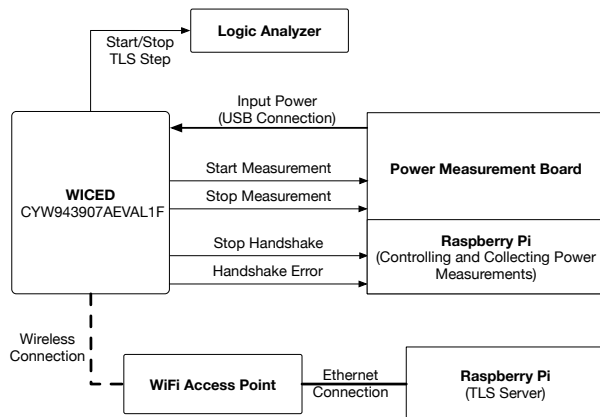 Logic Analyzer
Start/Stop
TLS Step
Input Power
(USB Connection)
WICED
CYW943907AEVAL1F
Start Measurement
Stop Measurement
Power Measurement Board
Stop Handshake
Handshake Error
Raspberry Pi
(Controlling and Collecting Power
Measurements)
Wireless
Connection
WiFi Access Point
Ethernet
Connection
Raspberry Pi
(TLS Server)